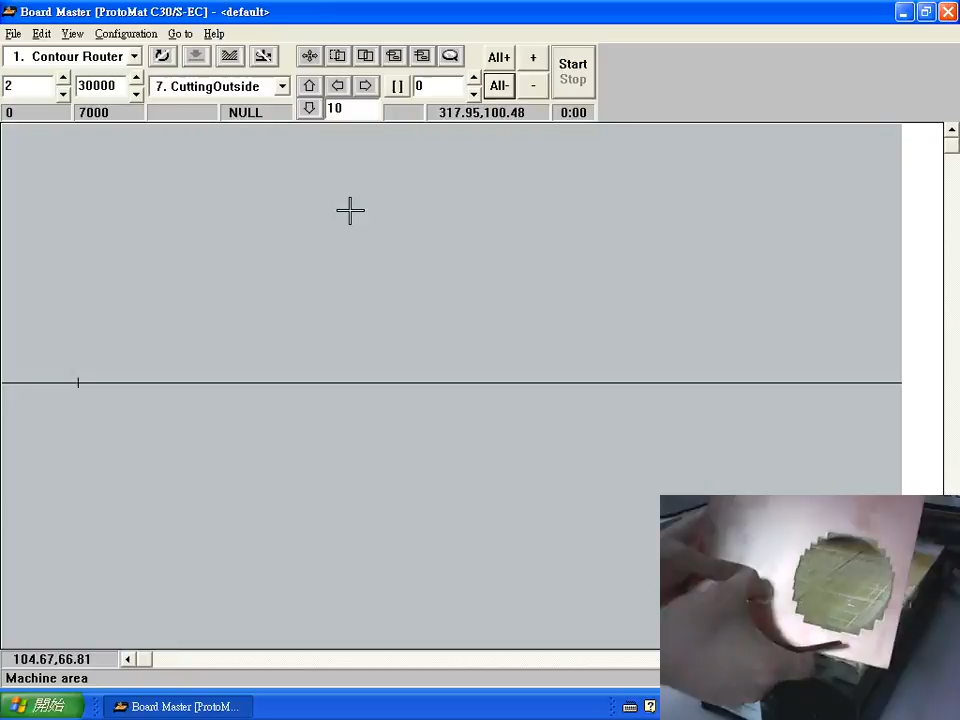 Board Master [ProtoMat C30/S-EC] - <default>
File Edit View Configuration Go to Help
1. Contour Router All+ + Start
Stop
2 30000 7. CuttingOutside [ ] 0 All- -
10
0 7000 NULL 317.95,100.48 0:00
104.67,66.81
Machine area
開始 Board Master [ProtoM...